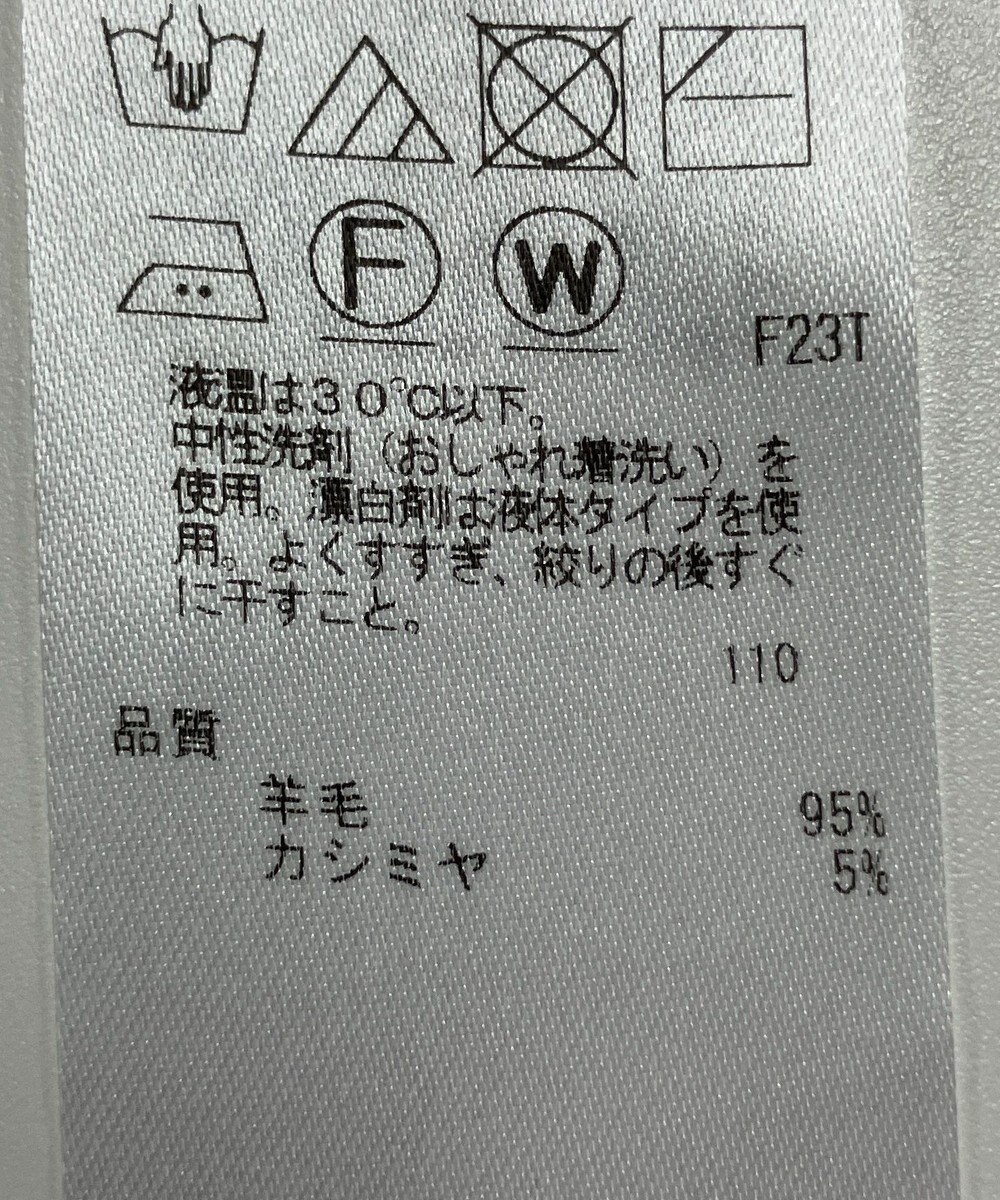 F
W
F23T
液温は30℃以下。
中性洗剤（おしゃれ着洗い）を
使用。漂白剤は液体タイプを使
用。よくすすぎ、絞りの後すぐ
に干すこと。
110
品質
羊毛 95%
カシミヤ 5%